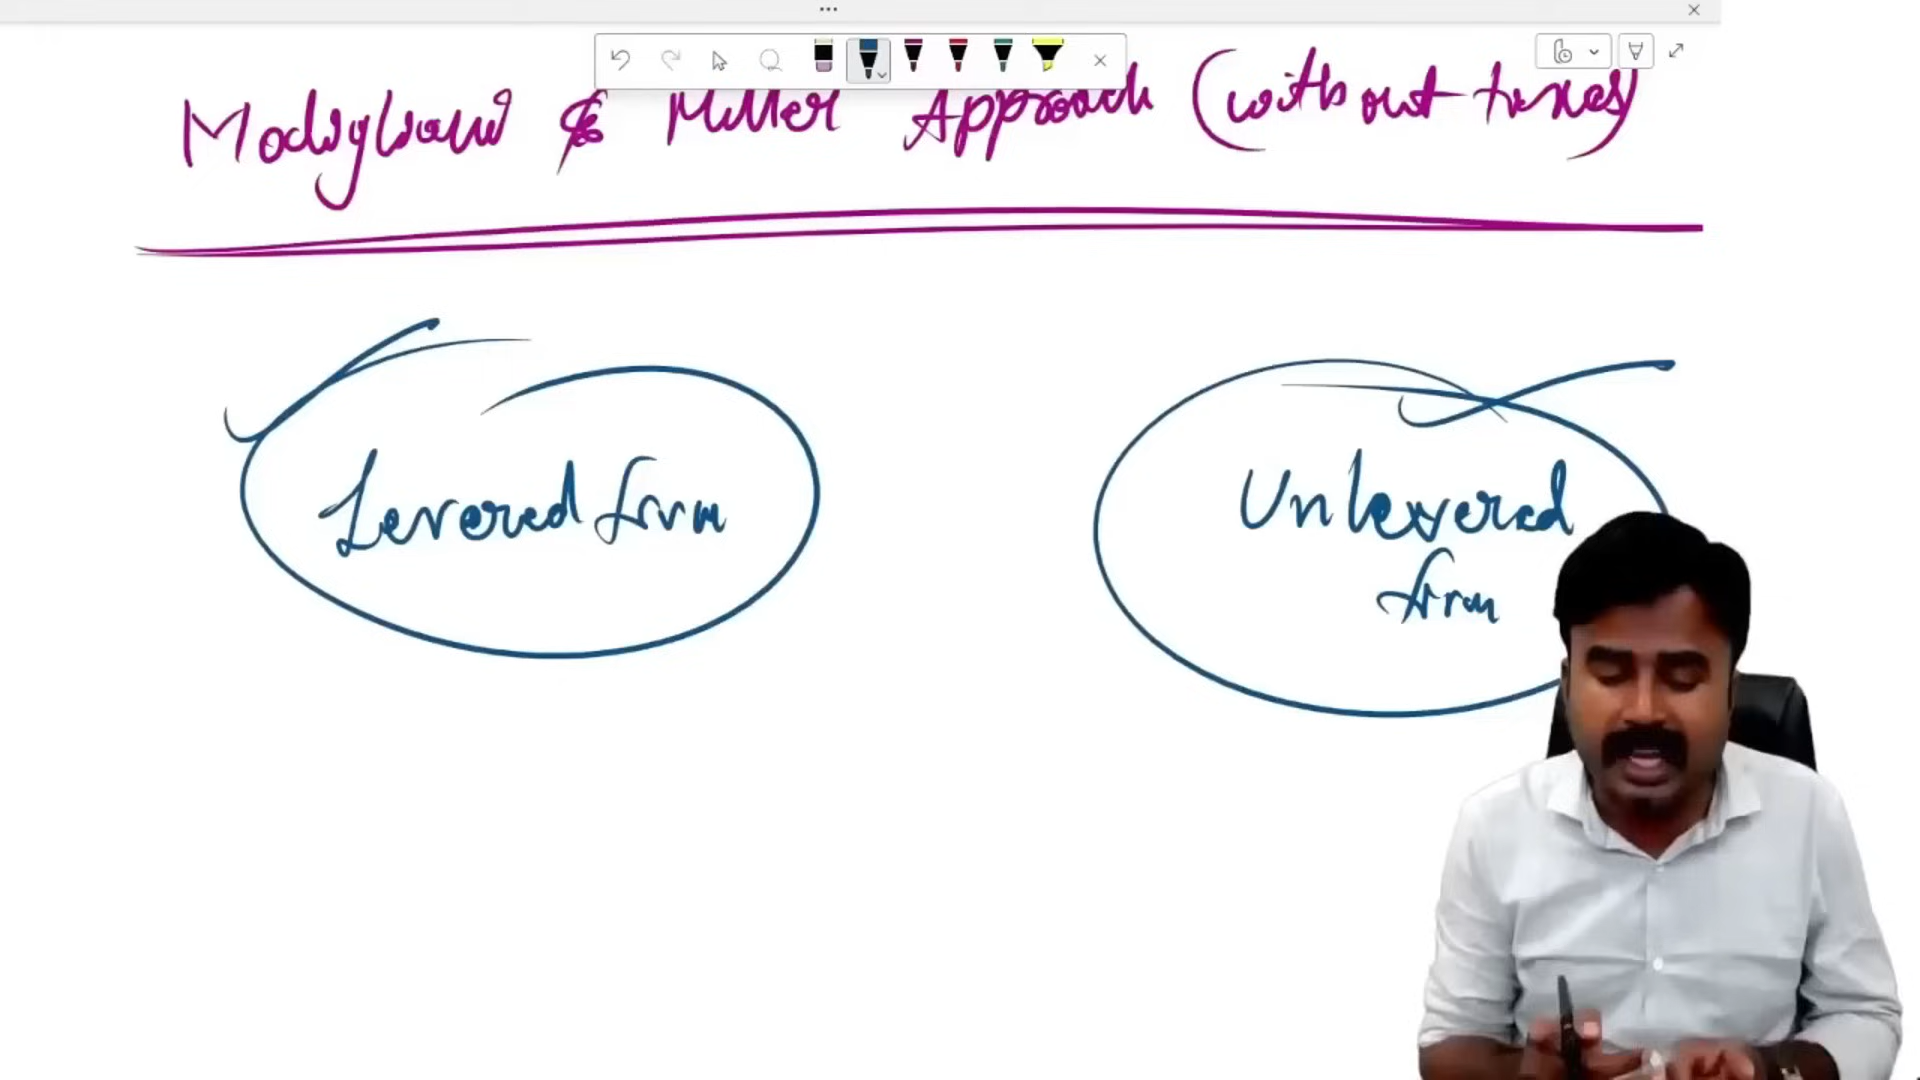 Modigliani & Miller Approach (without taxes)
Levered firm
Unlevered
firm